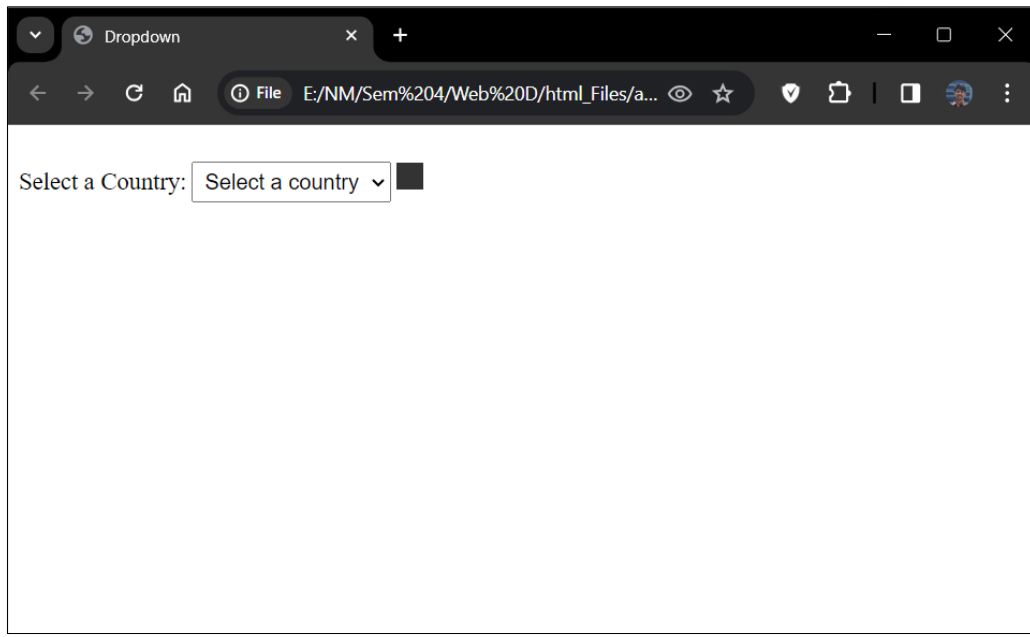 Dropdown
File E:/NM/Sem%204/Web%20D/html_Files/a...
Select a Country: Select a country